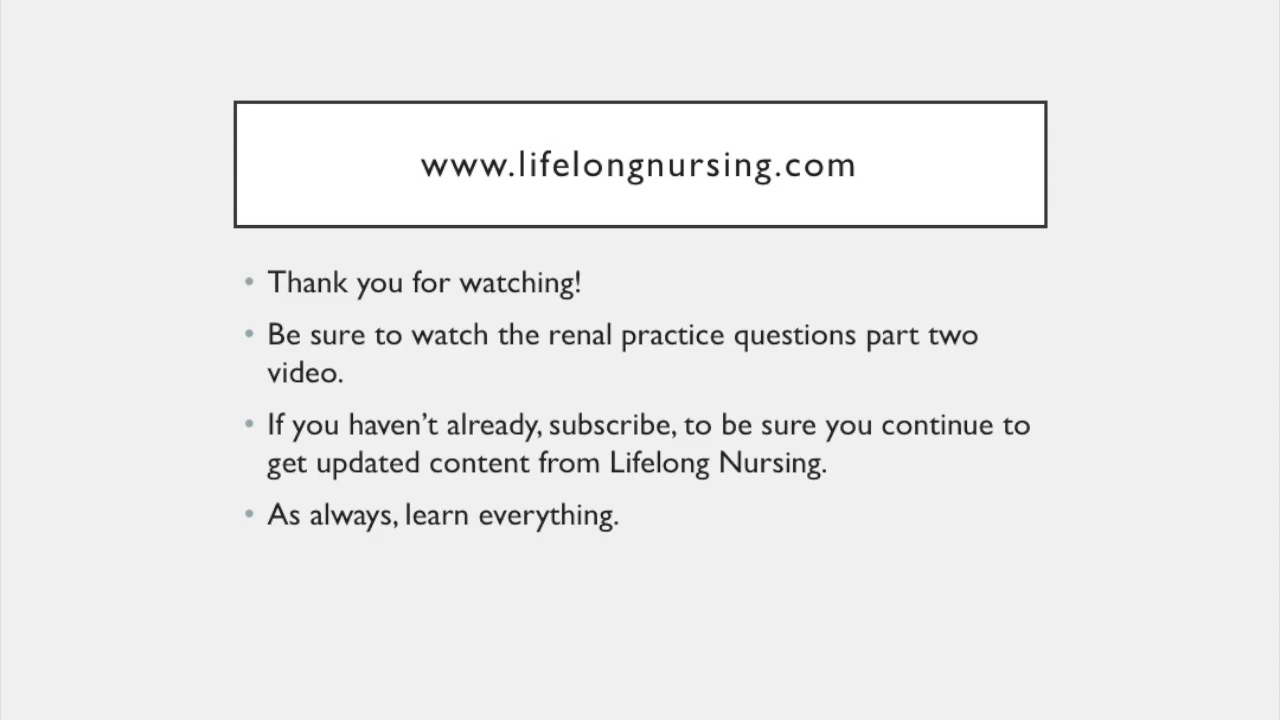 www.lifelongnursing.com
• Thank you for watching!
• Be sure to watch the renal practice questions part two
video.
• If you haven’t already, subscribe, to be sure you continue to
get updated content from Lifelong Nursing.
• As always, learn everything.